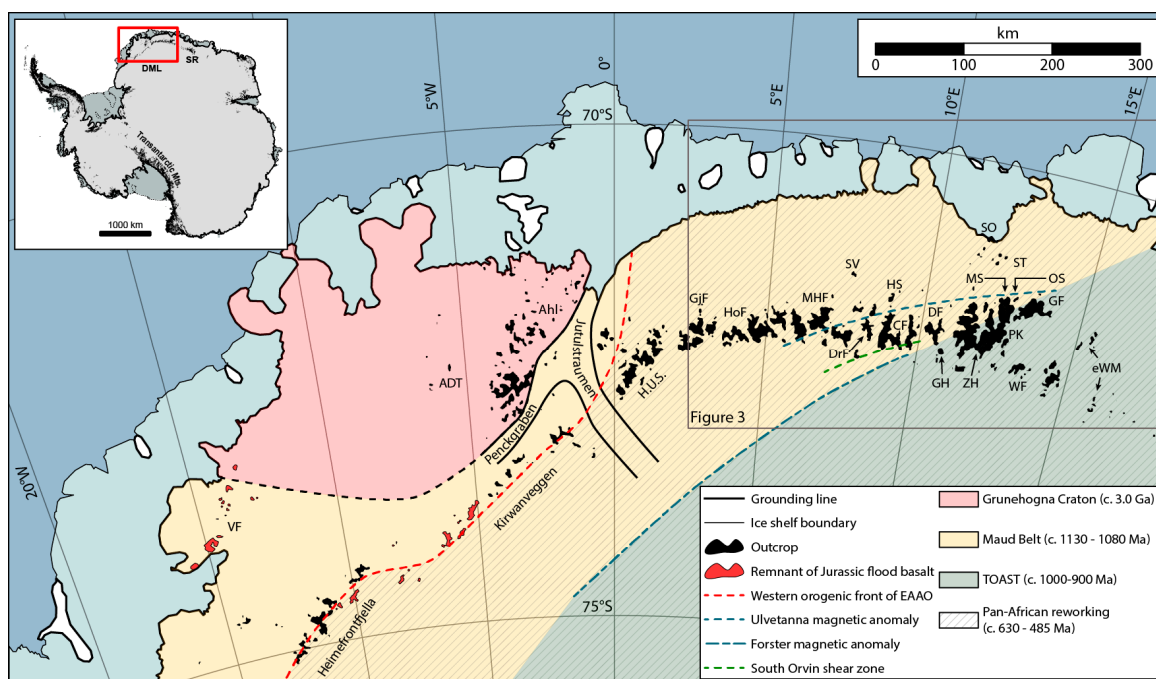 DML
SR
Transantarctic Mts.
1000 km
km
0 100 200 300
0°
5°W
70°S
5°E
10°E
15°E
20°W
75°S
SO
ST
SV
HS
MS
OS
GjF
HoF
MHF
DF
GF
CF
PK
DrF
GH
ZH
WF
eWM
Ahl
ADT
Jutulstraumen
H.U.S.
Penckgraben
Kirwanveggen
Heimefrontfjella
VF
Figure 3
Grounding line
Ice shelf boundary
Outcrop
Remnant of Jurassic flood basalt
Western orogenic front of EAAO
Ulvetanna magnetic anomaly
Forster magnetic anomaly
South Orvin shear zone
Grunehogna Craton (c. 3.0 Ga)
Maud Belt (c. 1130 - 1080 Ma)
TOAST (c. 1000-900 Ma)
Pan-African reworking
(c. 630 - 485 Ma)